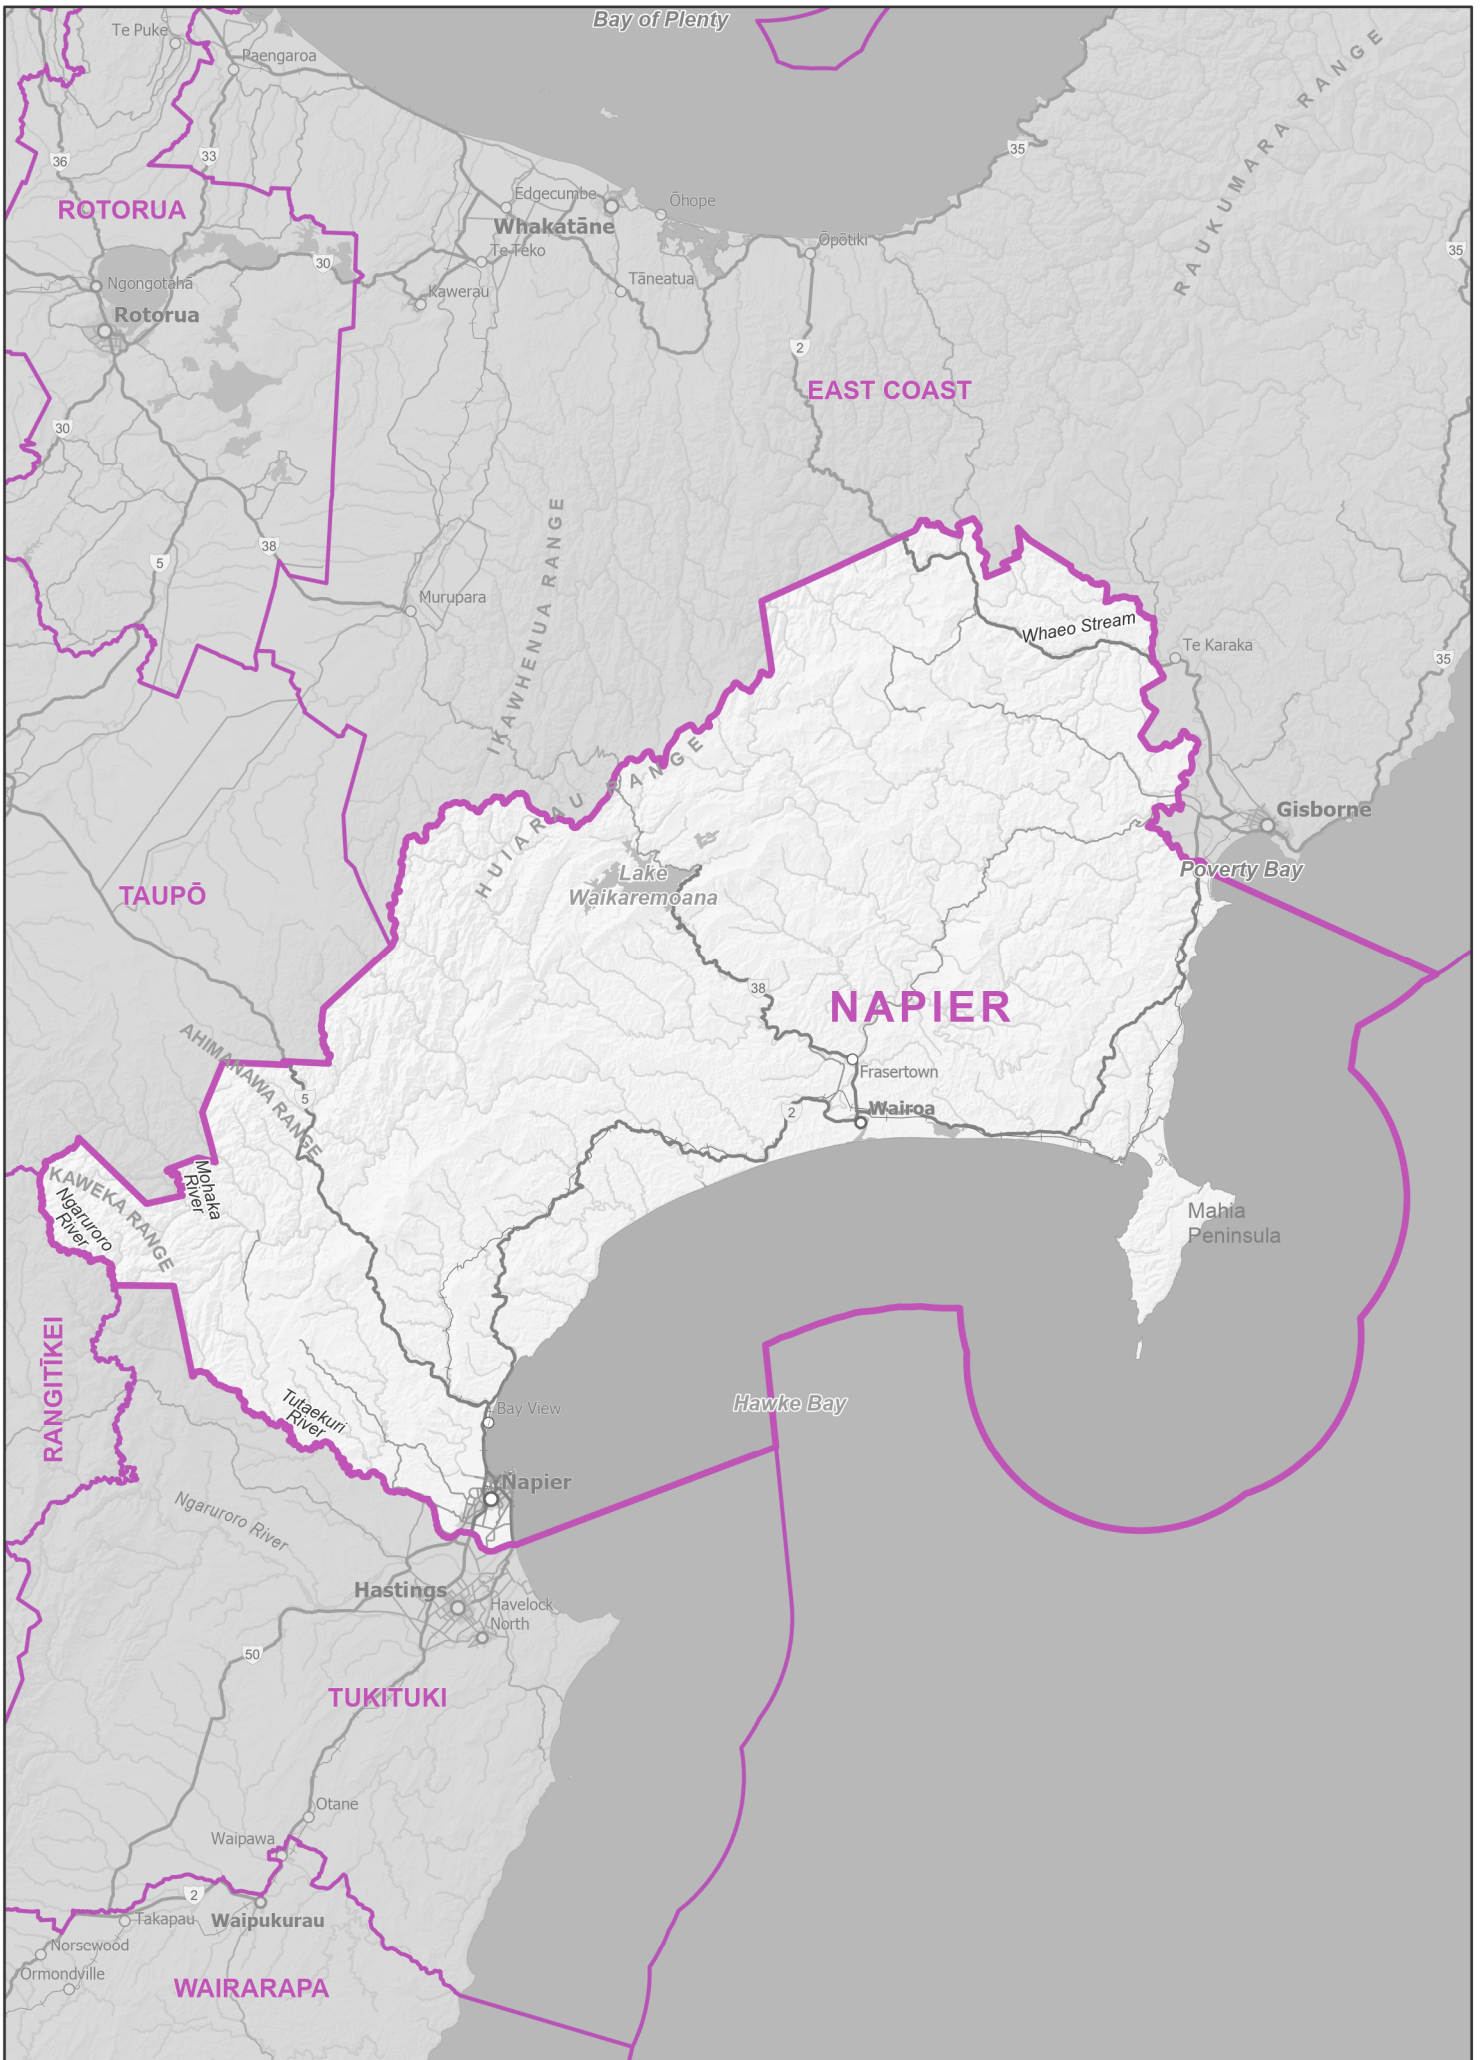 Bay of Plenty
Te Puke
Paengaroa
RAUKUMARA RANGE
35
36
33
Edgecumbe
Ōhope
ROTORUA
Whakatāne
Ōpōtiki
Te Teko
35
30
Ngongotahā
Tāneatua
Kawerau
Rotorua
2
EAST COAST
30
IKAWHENUA RANGE
38
5
Murupara
Whaeo Stream
Te Karaka
35
HUIARAU RANGE
Gisborne
Lake
Waikaremoana
Poverty Bay
TAUPŌ
38
NAPIER
AHIMANAWA RANGE
Frasertown
5
2
Wairoa
KAWEKA RANGE
Mohaka
River
Ngaruroro
River
Mahia
Peninsula
RANGITĪKEI
Hawke Bay
Tutaekuri
River
Bay View
Napier
Ngaruroro River
Hastings
Havelock
North
50
TUKITUKI
Otane
Waipawa
2
Takapau
Waipukurau
Norsewood
Ormondville
WAIRARAPA